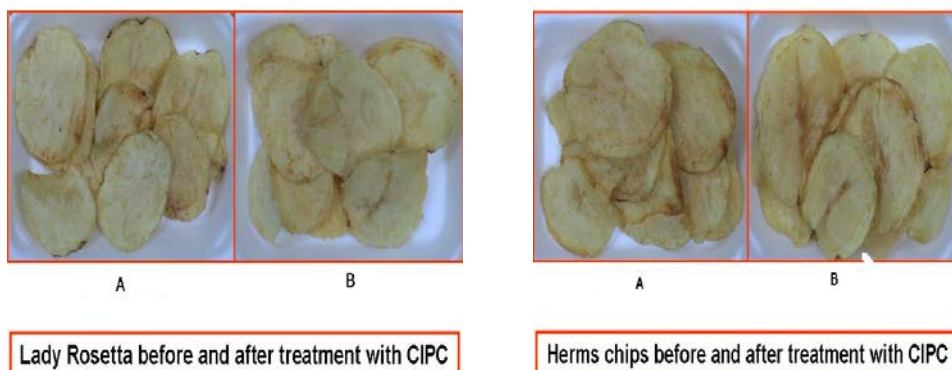 A B
A B
Lady Rosetta before and after treatment with CIPC
Herms chips before and after treatment with CIPC